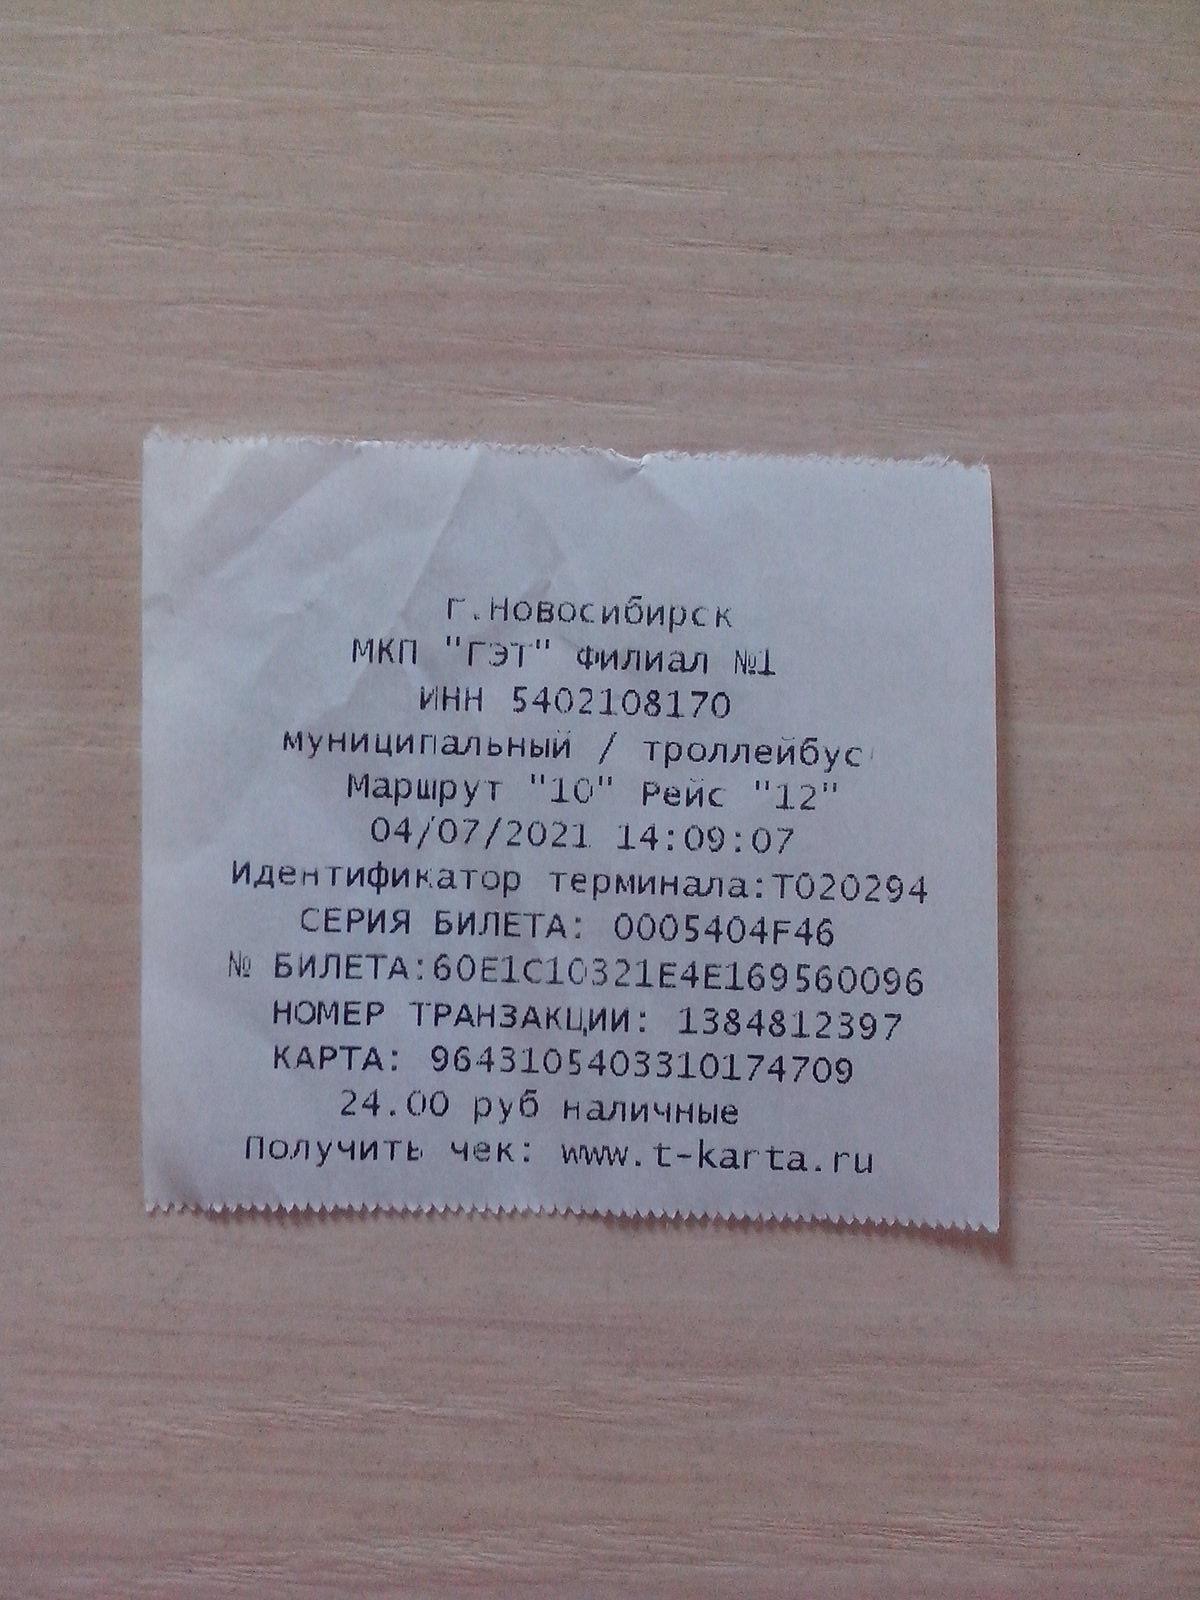 г.Новосибирск
МКП "ГЭТ" Филиал №1
ИНН 5402108170
муниципальный / троллейбус
Маршрут "10" Рейс "12"
04/07/2021 14:09:07
Идентификатор терминала:T020294
СЕРИЯ БИЛЕТА: 0005404F46
№ БИЛЕТА:60E1C10321E4E169560096
НОМЕР ТРАНЗАКЦИИ: 1384812397
КАРТА: 9643105403310174709
24.00 руб наличные
Получить чек: www.t-karta.ru